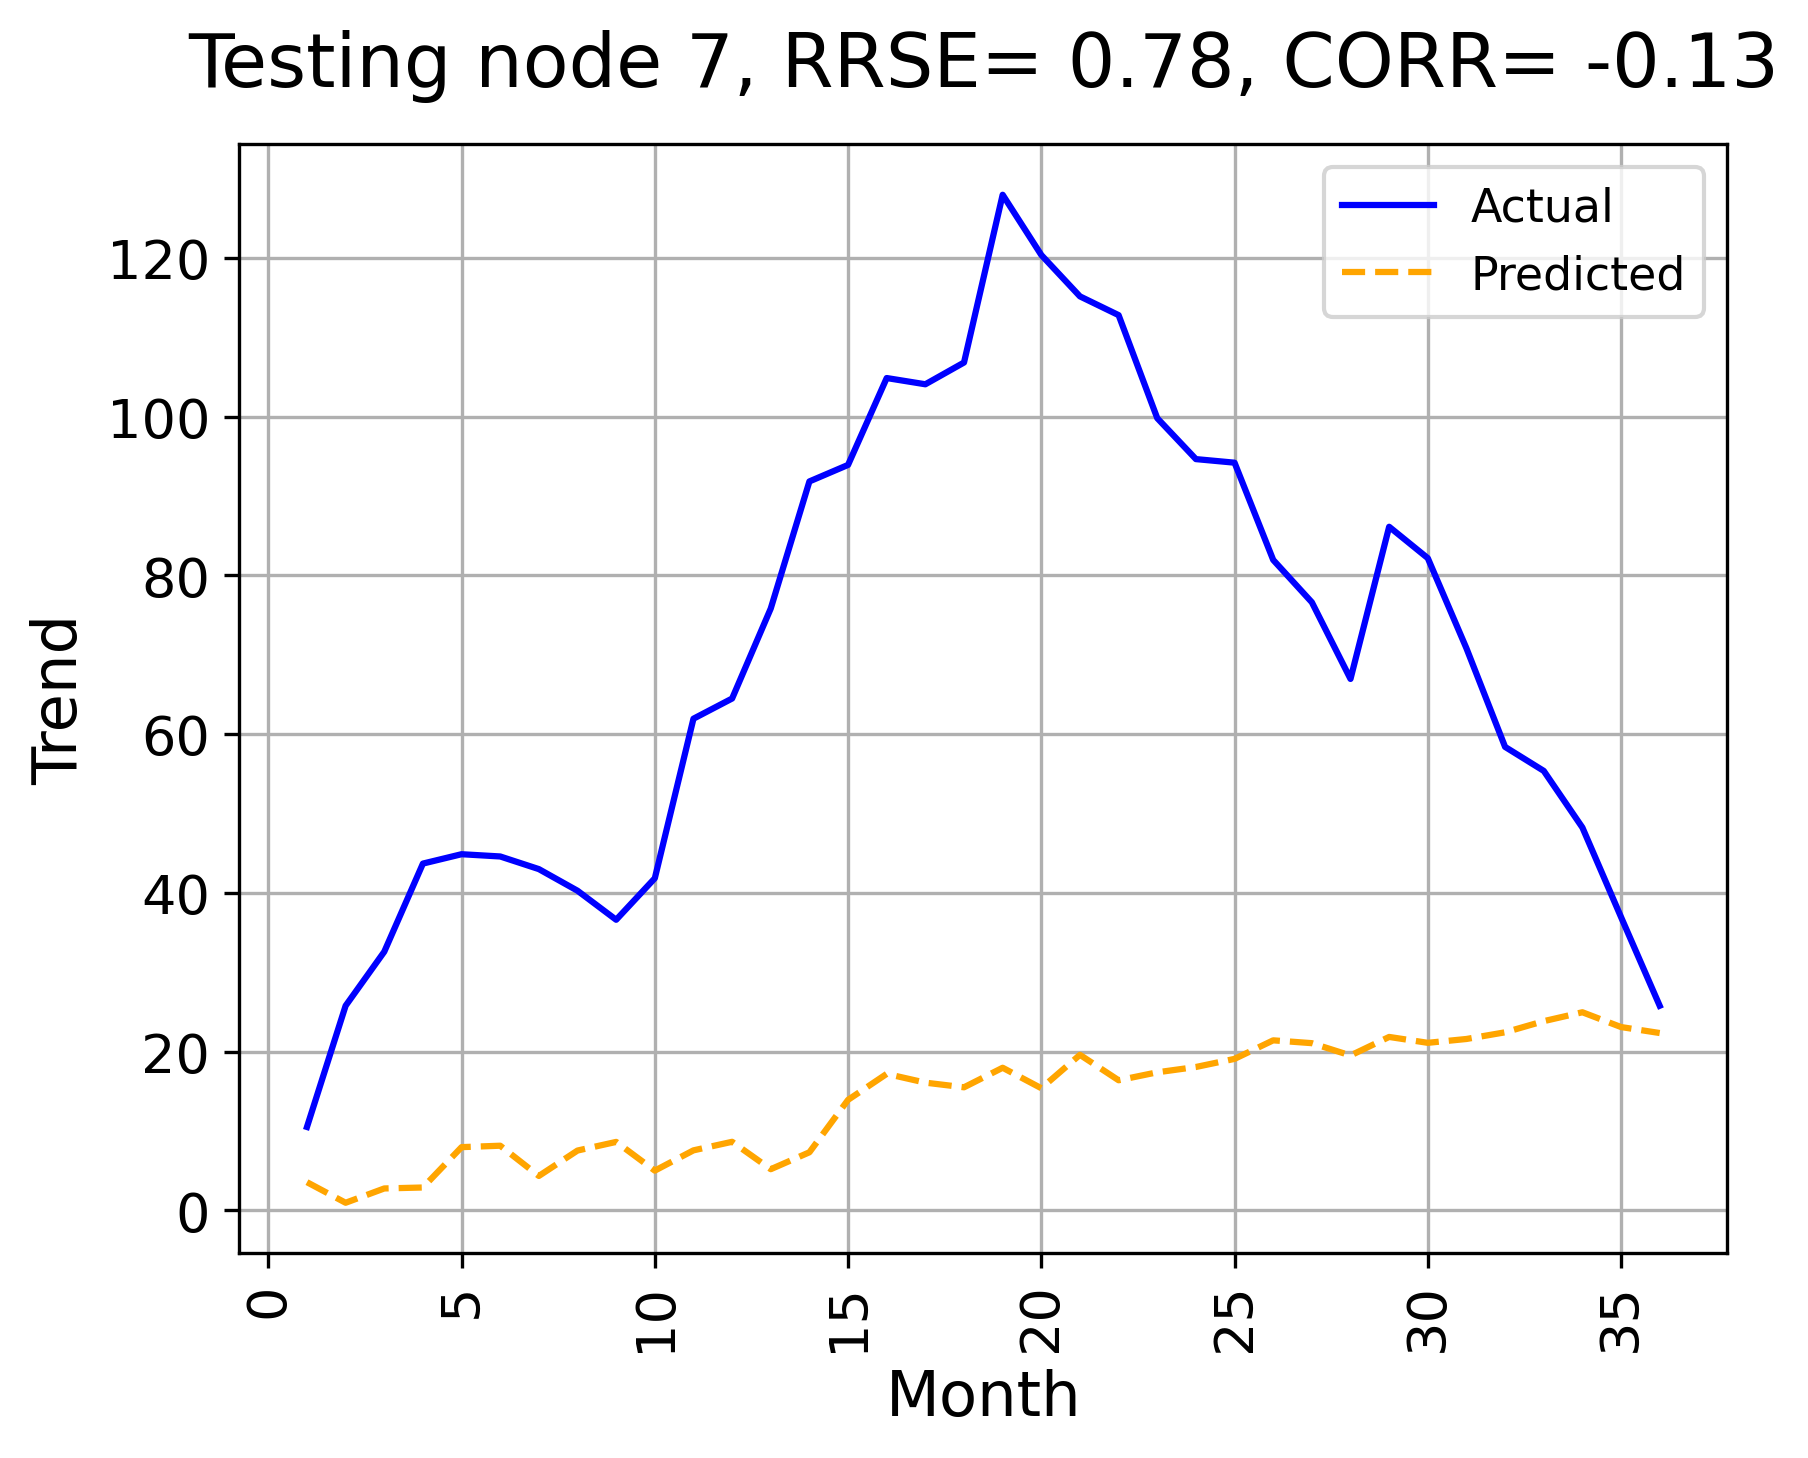 Testing node 7, RRSE= 0.78, CORR= -0.13
Actual
Predicted
120
100
80
60
40
20
0
Trend
0 5 10 15 20 25 30 35
Month